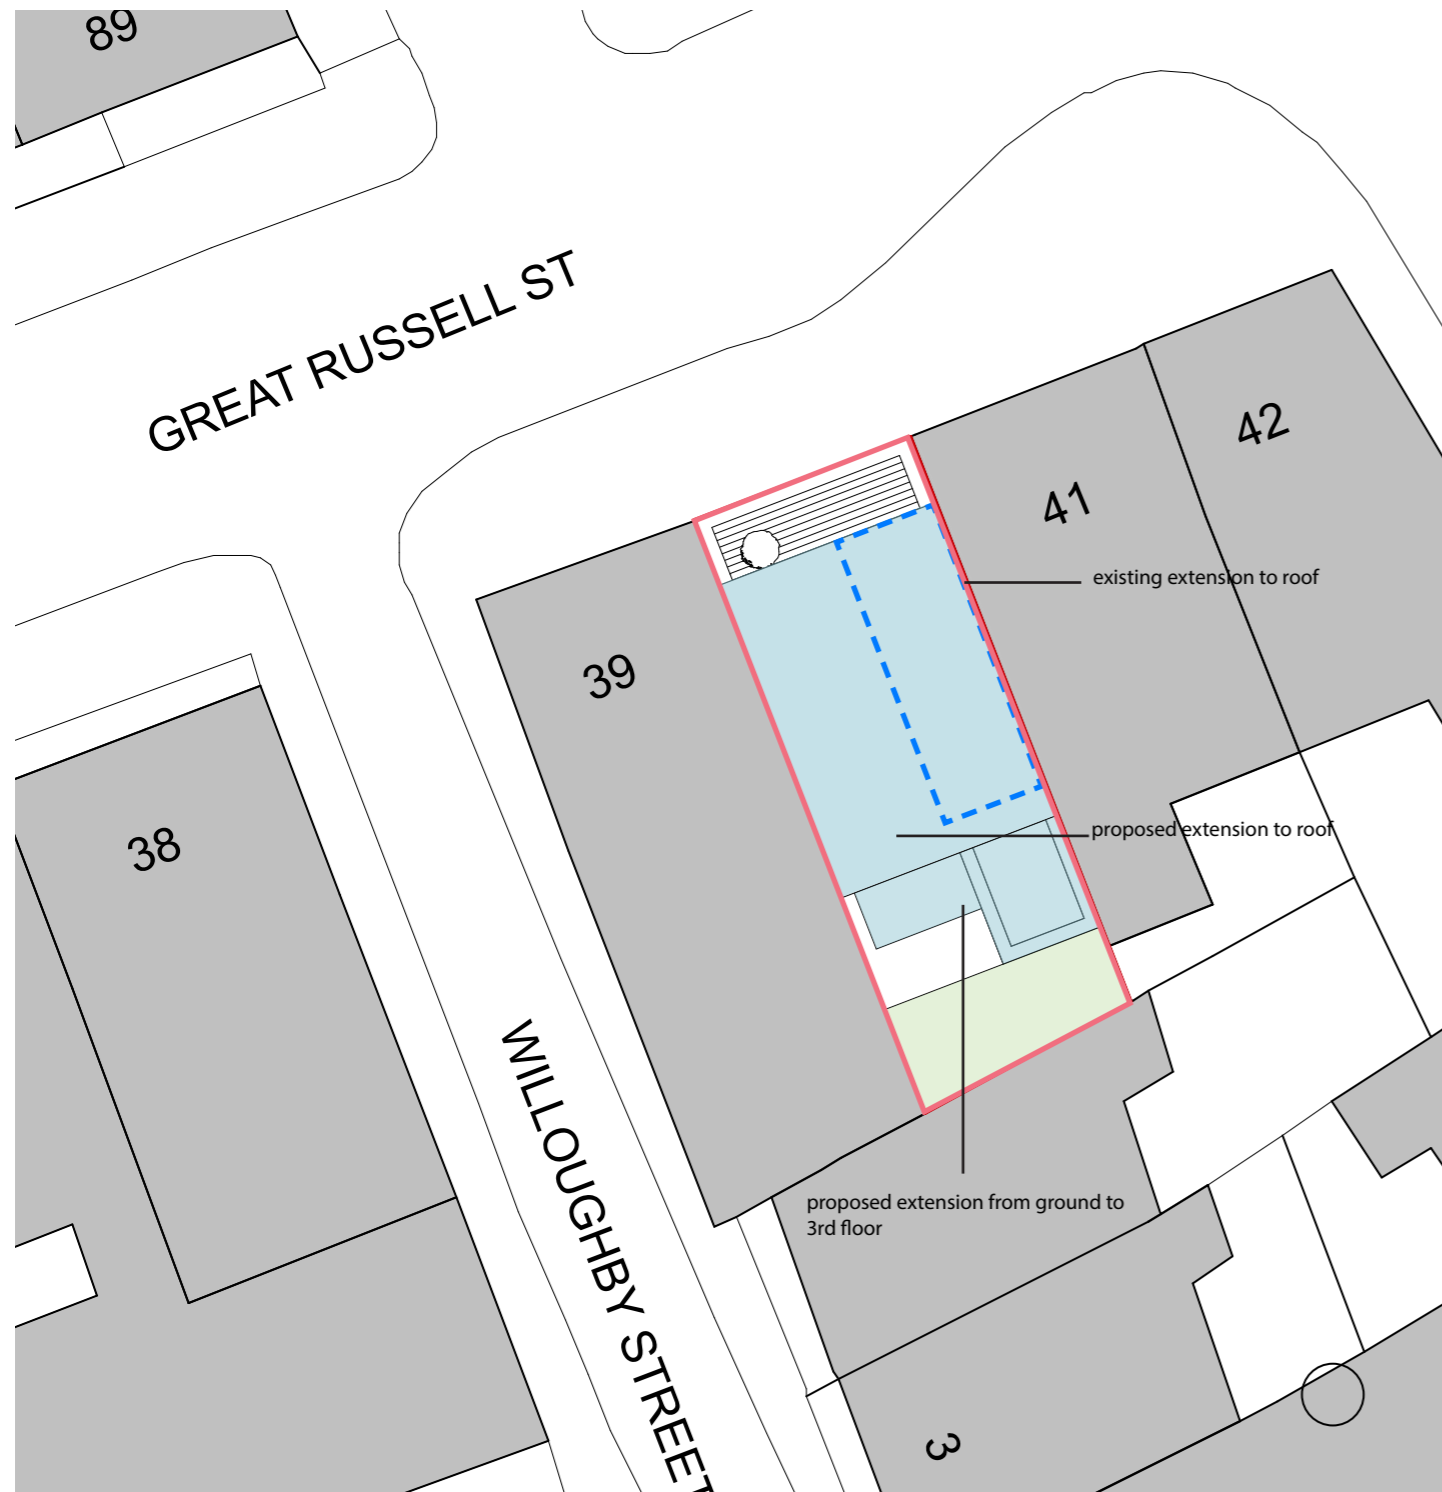 89
GREAT RUSSELL ST
42
41
existing extension to roof
39
proposed extension to roof
38
WILLOUGHBY STREET
proposed extension from ground to
3rd floor
3